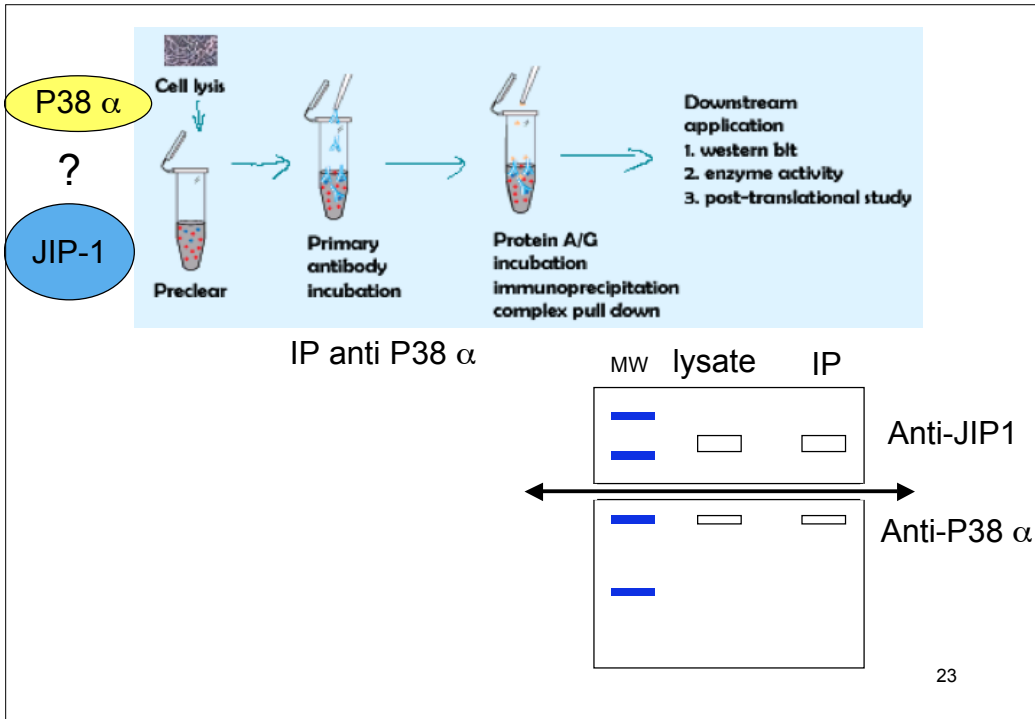 P38 α
?
JIP-1
Cell lysis
Preclear
Primary
antibody
incubation
Protein A/G
incubation
immunoprecipitation
complex pull down
Downstream
application
1. western blt
2. enzyme activity
3. post-translational study
IP anti P38 α
MW lysate IP
Anti-JIP1
Anti-P38 α
23